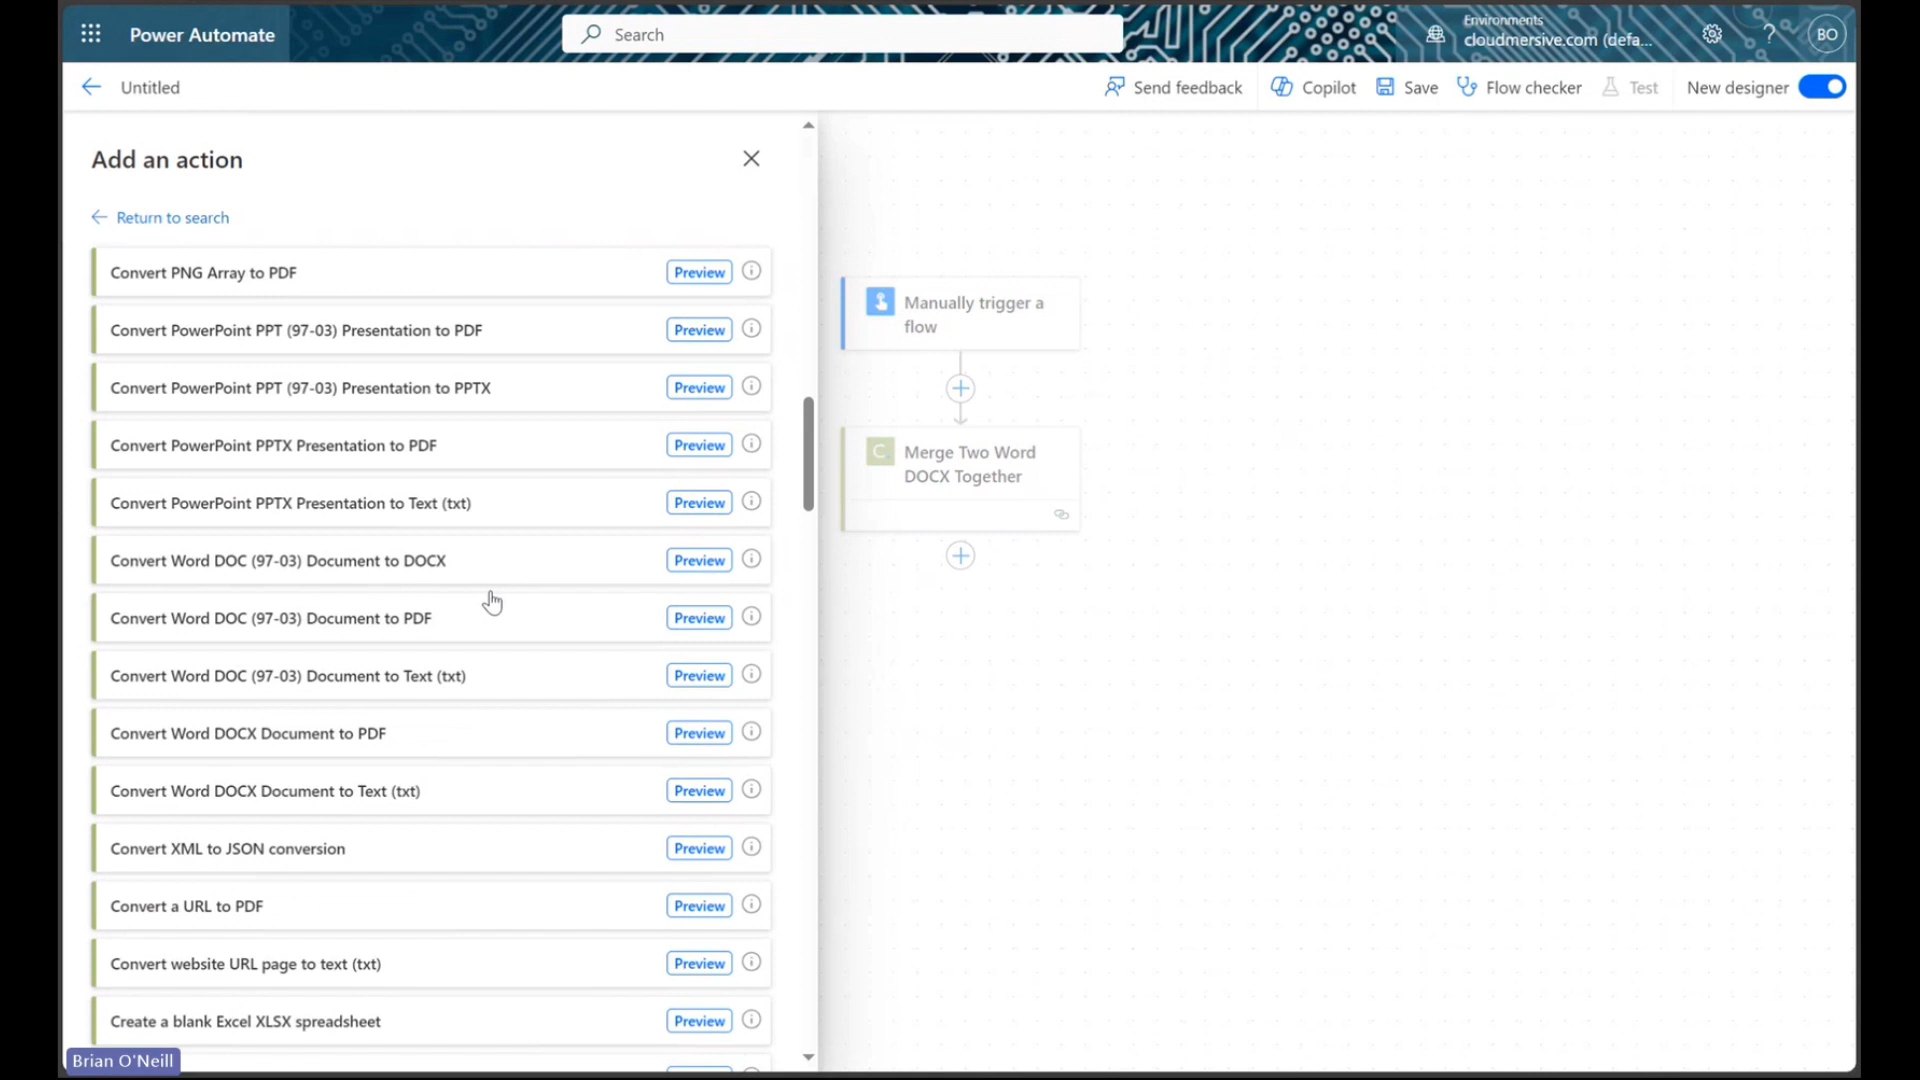 Power Automate
Search
Environments
cloudmersive.com (defa...
?
BO
Untitled
Send feedback
Copilot
Save
Flow checker
Test
New designer
Add an action
Return to search
Convert PNG Array to PDF Preview
Convert PowerPoint PPT (97-03) Presentation to PDF Preview
Convert PowerPoint PPT (97-03) Presentation to PPTX Preview
Convert PowerPoint PPTX Presentation to PDF Preview
Convert PowerPoint PPTX Presentation to Text (txt) Preview
Convert Word DOC (97-03) Document to DOCX Preview
Convert Word DOC (97-03) Document to PDF Preview
Convert Word DOC (97-03) Document to Text (txt) Preview
Convert Word DOCX Document to PDF Preview
Convert Word DOCX Document to Text (txt) Preview
Convert XML to JSON conversion Preview
Convert a URL to PDF Preview
Convert website URL page to text (txt) Preview
Create a blank Excel XLSX spreadsheet Preview
Manually trigger a
flow
C
Merge Two Word
DOCX Together
Brian O'Neill